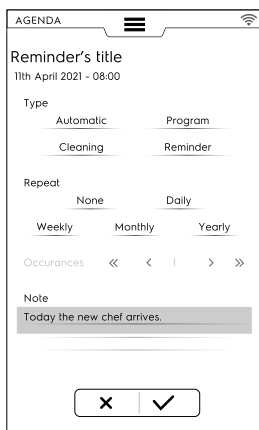 AGENDA
Reminder's title
11th April 2021 - 08:00
Type
Automatic Program
Cleaning Reminder
Repeat
None Daily
Weekly Monthly Yearly
Occurances « < 1 > »
Note
Today the new chef arrives.